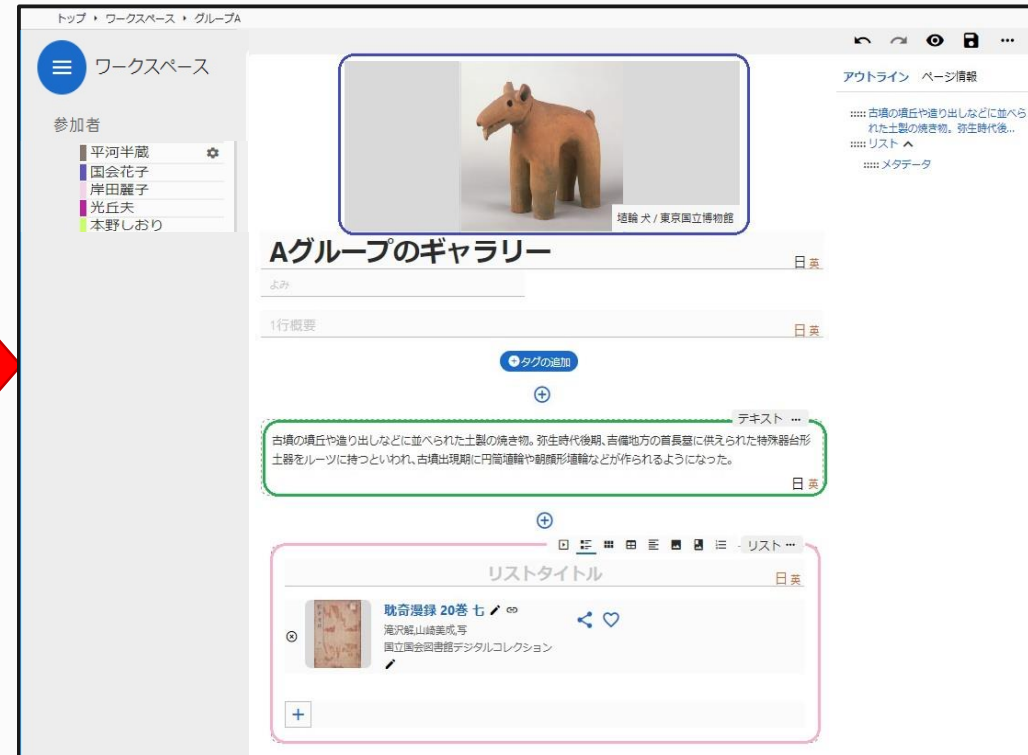 トップ › ワークスペース › グループA
ワークスペース
参加者
平河半蔵
国会花子
岸田麗子
光丘夫
本野しおり
埴輪 犬 / 東京国立博物館
Aグループのギャラリー
日 英
よみ
1行概要
日 英
タグの追加
テキスト
古墳の墳丘や造り出しなどに並べられた土製の焼き物。弥生時代後期、吉備地方の首長墓に供えられた特殊器台形
土器をルーツに持つといわれ、古墳出現期に円筒埴輪や朝顔形埴輪などが作られるようになった。
日 英
リスト
リストタイトル
日 英
耽奇漫録 20巻 七
滝沢解,山崎美成,写
国立国会図書館デジタルコレクション
アウトライン ページ情報
古墳の墳丘や造り出しなどに並べら
れた土製の焼き物。弥生時代後...
リスト
メタデータ